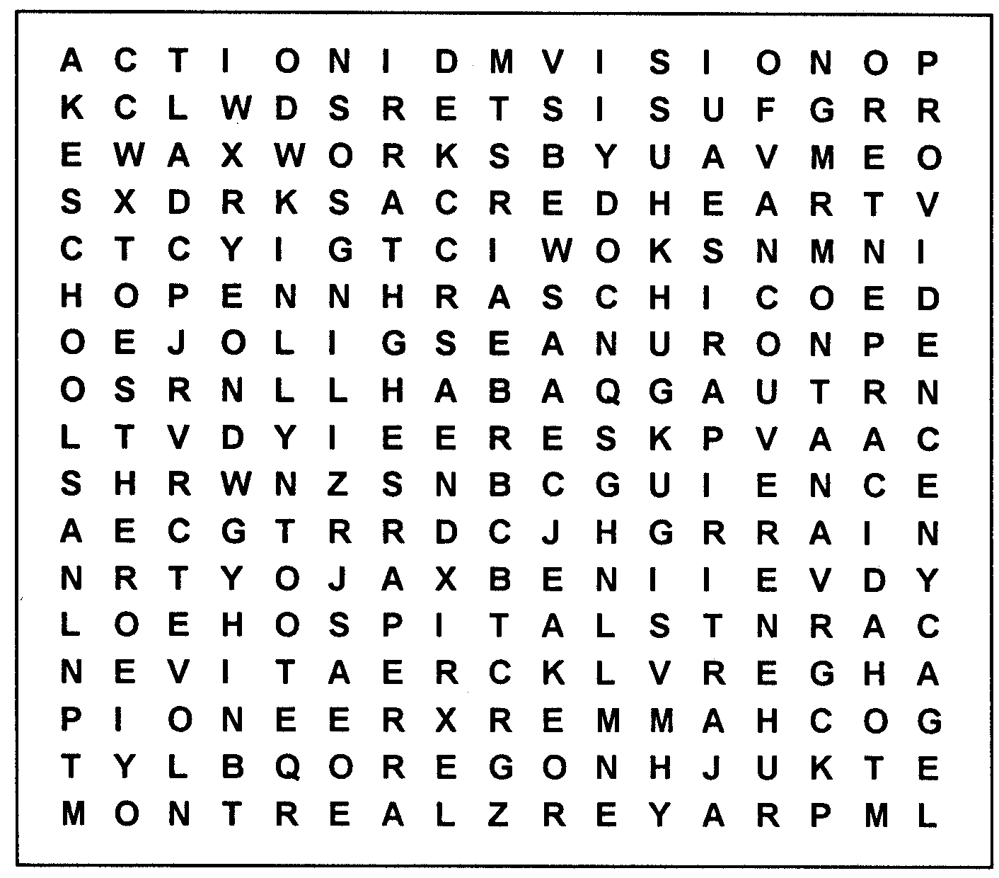 A C T I O N I D M V I S I O N O P
K C L W D S R E T S I S U F G R R
E W A X W O R K S B Y U A V M E O
S X D R K S A C R E D H E A R T V
C T C Y I G T C I W O K S N M N I
H O P E N N H R A S C H I C O E D
O E J O L I G S E A N U R O N P E
O S R N L L H A B A Q G A U T R N
L T V D Y I E E R E S K P V A A C
S H R W N Z S N B C G U I E N C E
A E C G T R R D C J H G R R A I N
N R T Y O J A X B E N I I E V D Y
L O E H O S P I T A L S T N R A C
N E V I T A E R C K L V R E G H A
P I O N E E R X R E M M A H C O G
T Y L B Q O R E G O N H J U K T E
M O N T R E A L Z R E Y A R P M L